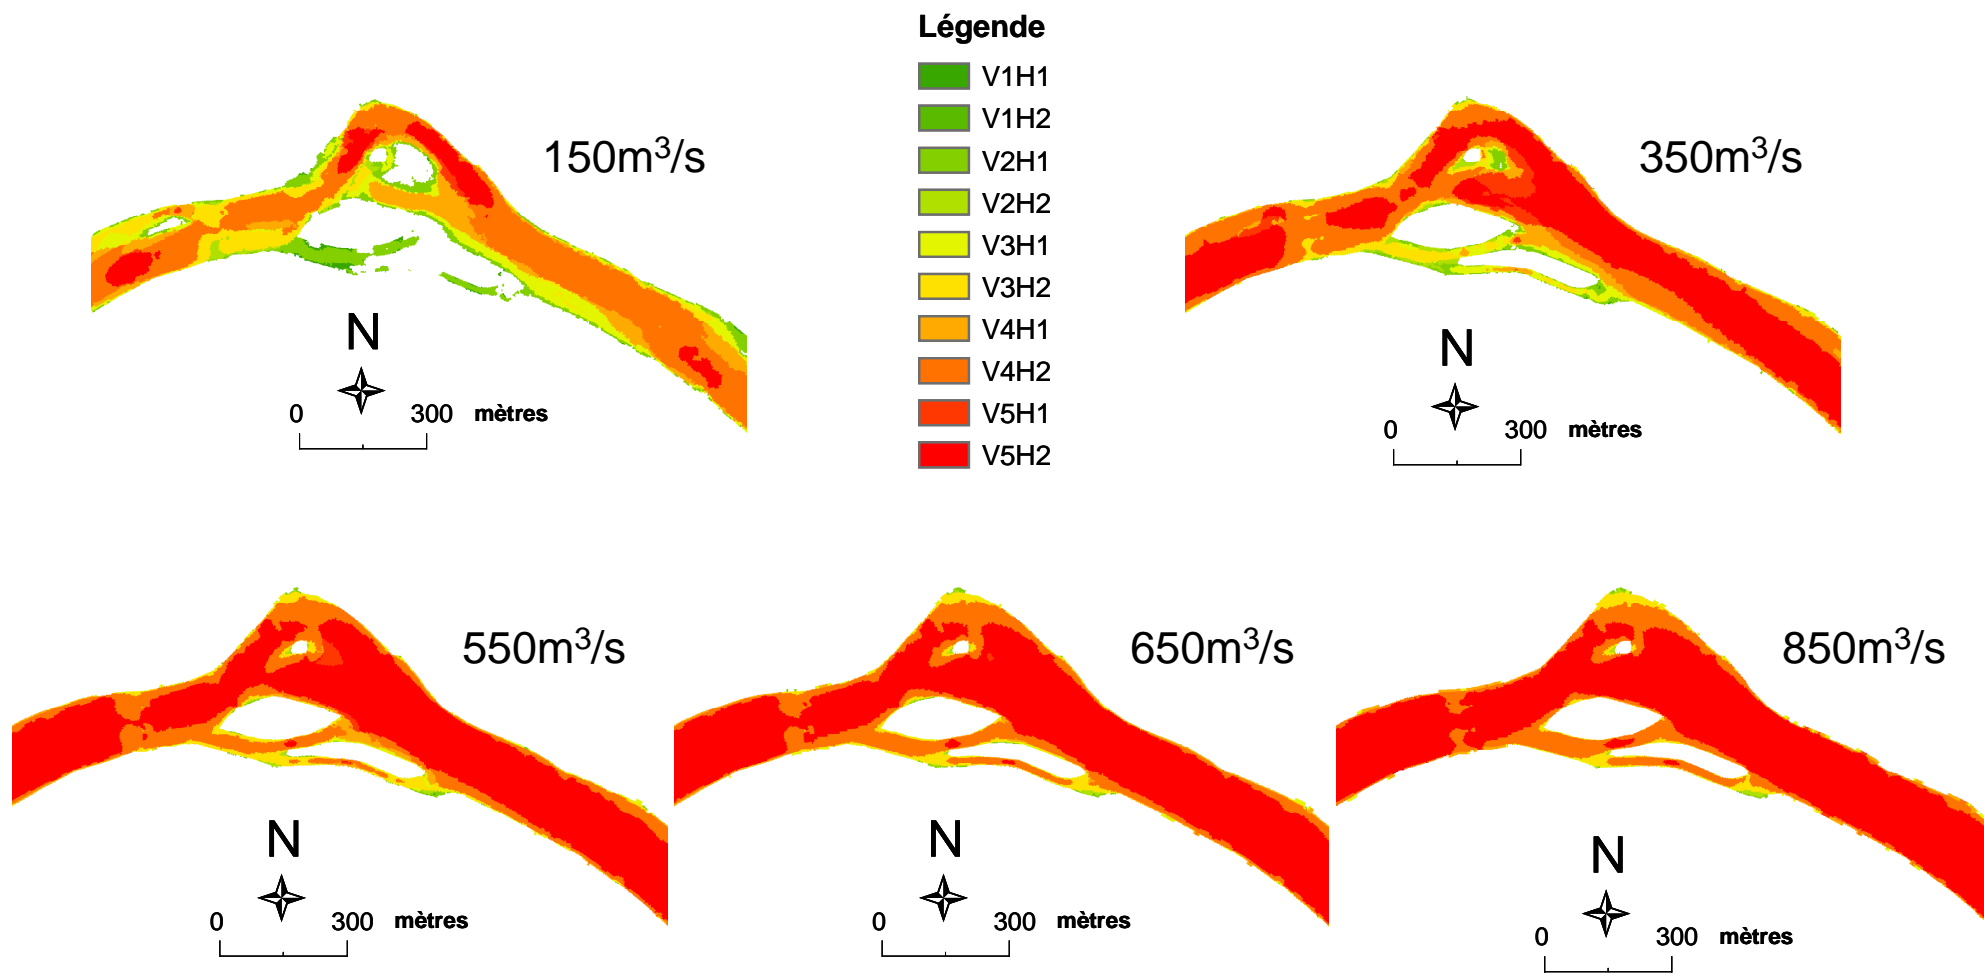 Légende
V1H1
V1H2
V2H1
V2H2
V3H1
V3H2
V4H1
V4H2
V5H1
V5H2
150m³/s
N
0 300 mètres
350m³/s
N
0 300 mètres
550m³/s
N
0 300 mètres
650m³/s
N
0 300 mètres
850m³/s
N
0 300 mètres